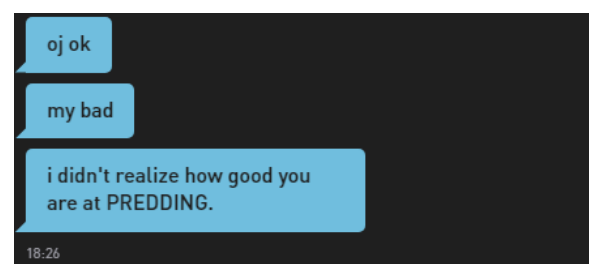 oj ok
my bad
i didn't realize how good you
are at PREDDING.
18:26